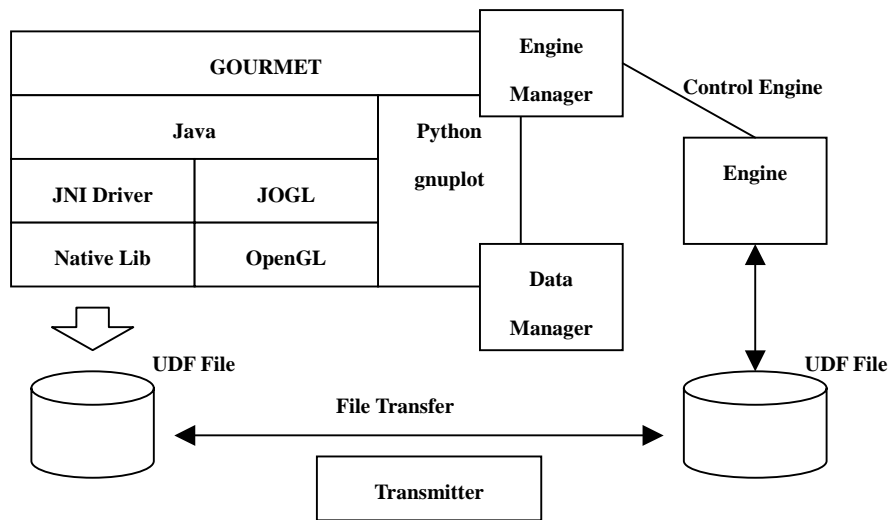 GOURMET
Engine
Manager
Control Engine
Java
Python
gnuplot
JNI Driver
JOGL
Engine
Native Lib
OpenGL
Data
Manager
UDF File
UDF File
File Transfer
Transmitter